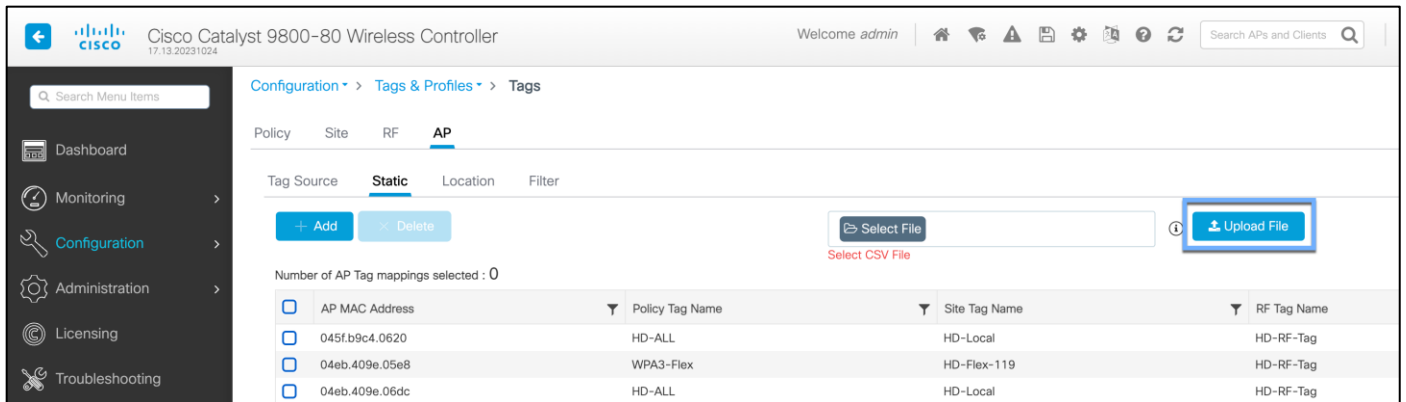 CISCO
Cisco Catalyst 9800-80 Wireless Controller
17.13.20231024
Welcome admin
Search APs and Clients
Search Menu Items
Dashboard
Monitoring
Configuration
Administration
Licensing
Troubleshooting
Configuration > Tags & Profiles > Tags
Policy Site RF AP
Tag Source Static Location Filter
+ Add
× Delete
Select File
Upload File
Select CSV File
Number of AP Tag mappings selected : 0
AP MAC Address Policy Tag Name Site Tag Name RF Tag Name
045f.b9c4.0620 HD-ALL HD-Local HD-RF-Tag
04eb.409e.05e8 WPA3-Flex HD-Flex-119 HD-RF-Tag
04eb.409e.06dc HD-ALL HD-Local HD-RF-Tag